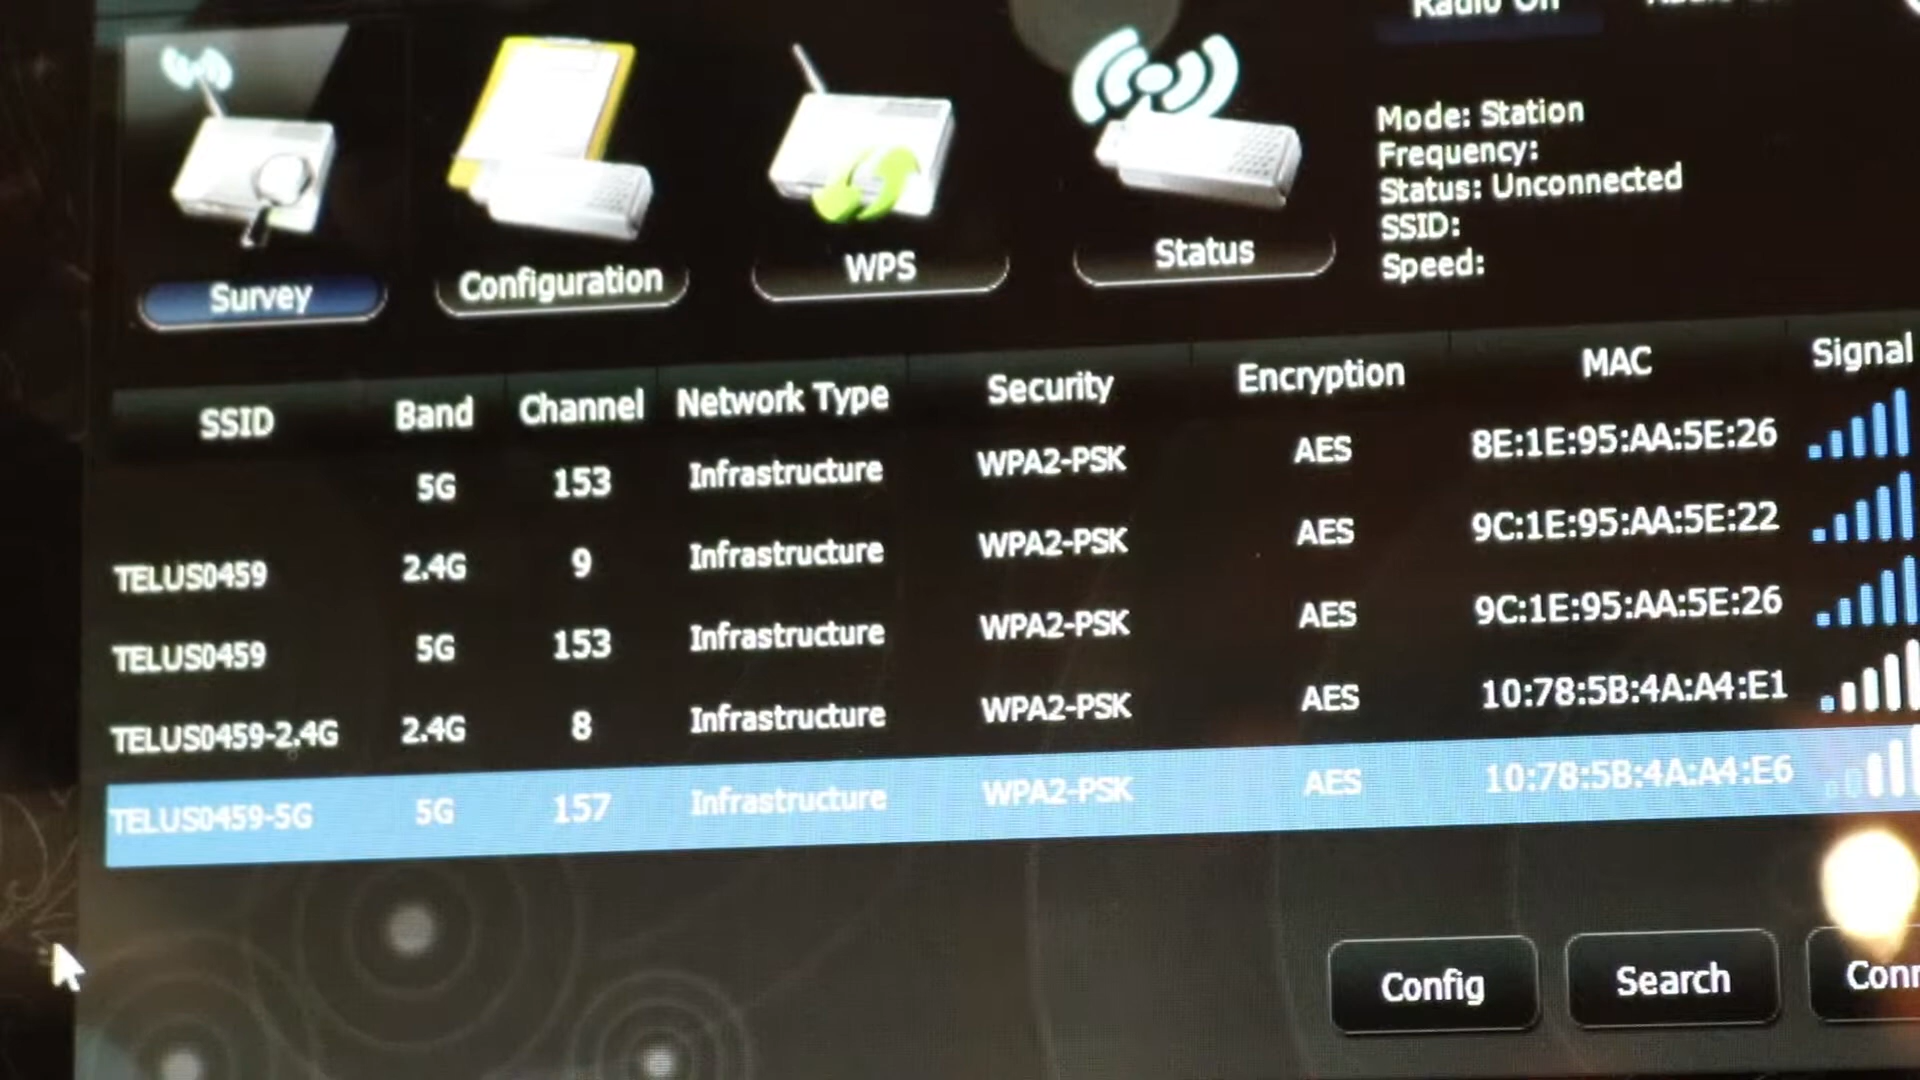 Radio On
Mode: Station
Frequency:
Status: Unconnected
SSID:
Speed:
Survey
Configuration
WPS
Status
SSID Band Channel Network Type Security Encryption MAC Signal
5G 153 Infrastructure WPA2-PSK AES 8E:1E:95:AA:5E:26
TELUS0459 2.4G 9 Infrastructure WPA2-PSK AES 9C:1E:95:AA:5E:22
TELUS0459 5G 153 Infrastructure WPA2-PSK AES 9C:1E:95:AA:5E:26
TELUS0459-2.4G 2.4G 8 Infrastructure WPA2-PSK AES 10:78:5B:4A:A4:E1
TELUS0459-5G 5G 157 Infrastructure WPA2-PSK AES 10:78:5B:4A:A4:E6
Config
Search
Conn